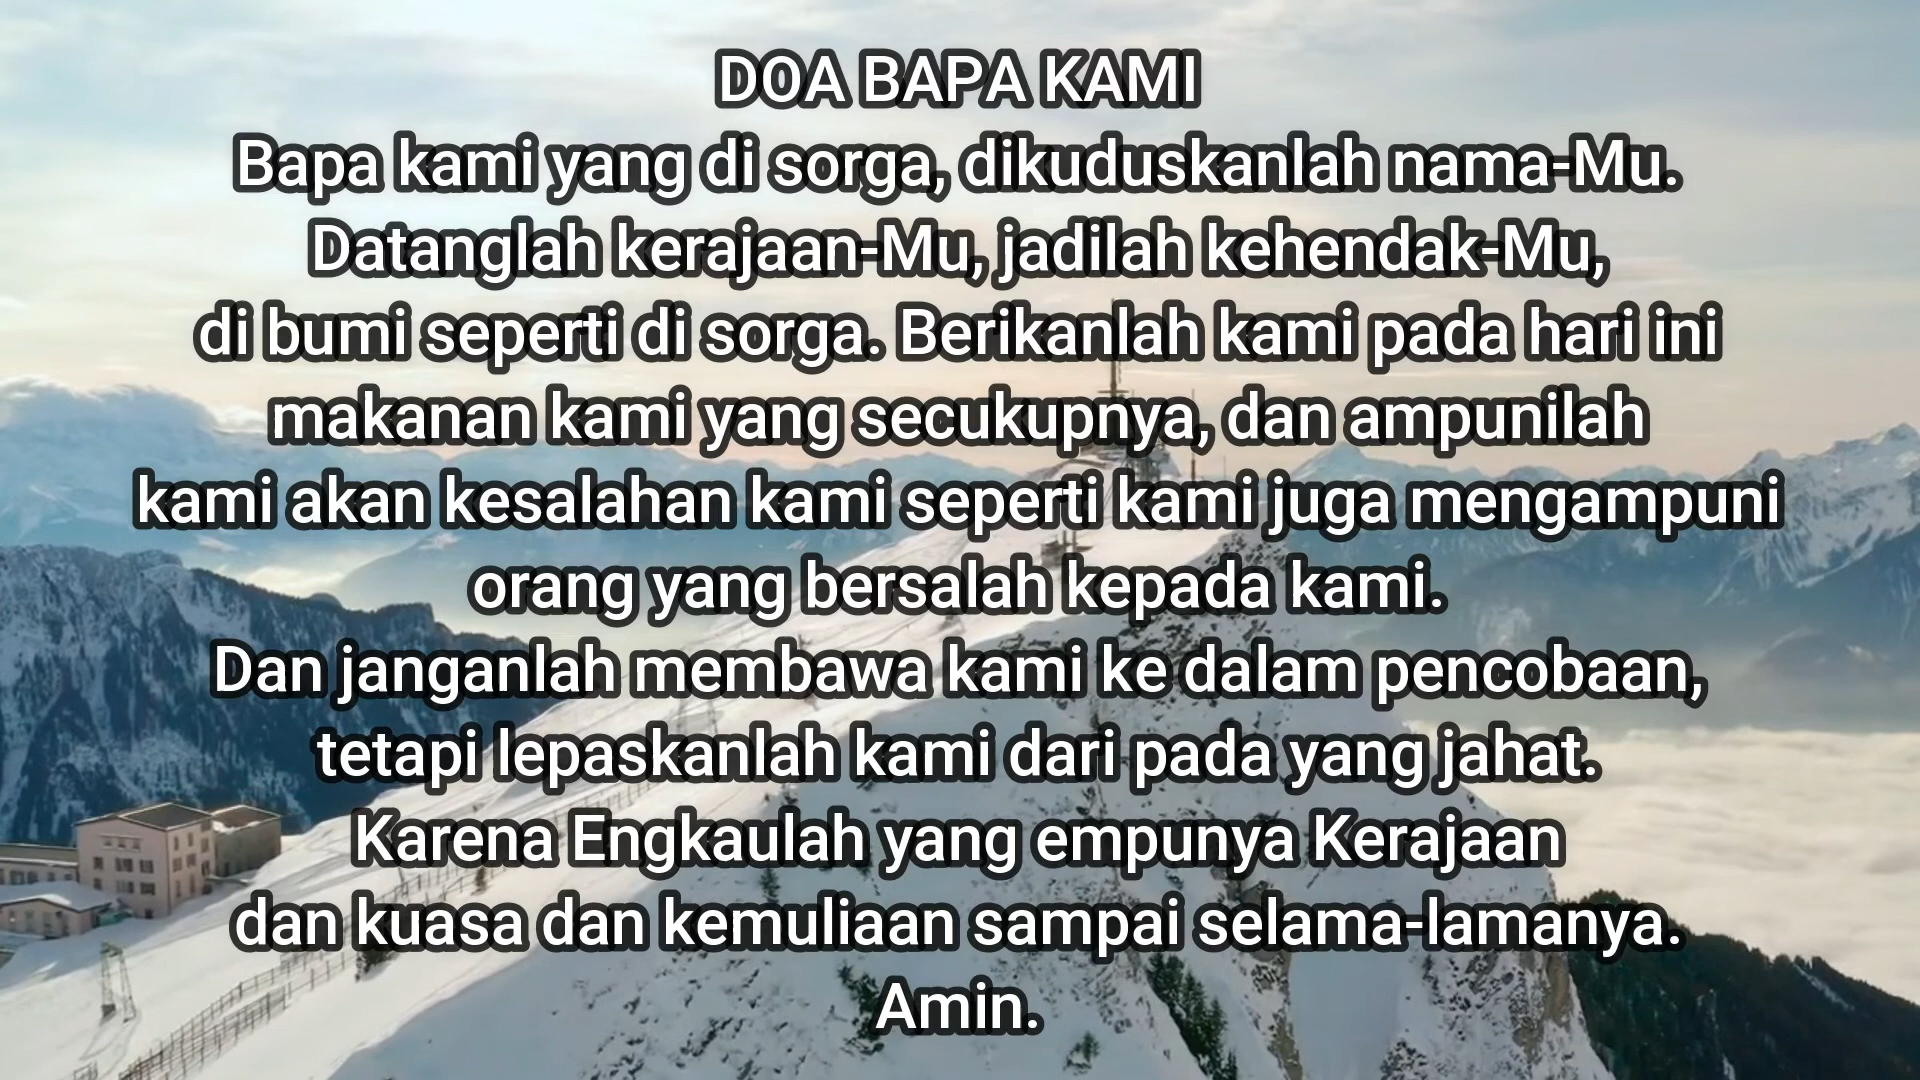 DOA BAPA KAMI
Bapa kami yang di sorga, dikuduskanlah nama-Mu.
Datanglah kerajaan-Mu, jadilah kehendak-Mu,
di bumi seperti di sorga. Berikanlah kami pada hari ini
makanan kami yang secukupnya, dan ampunilah
kami akan kesalahan kami seperti kami juga mengampuni
orang yang bersalah kepada kami.
Dan janganlah membawa kami ke dalam pencobaan,
tetapi lepaskanlah kami dari pada yang jahat.
Karena Engkaulah yang empunya Kerajaan
dan kuasa dan kemuliaan sampai selama-lamanya.
Amin.